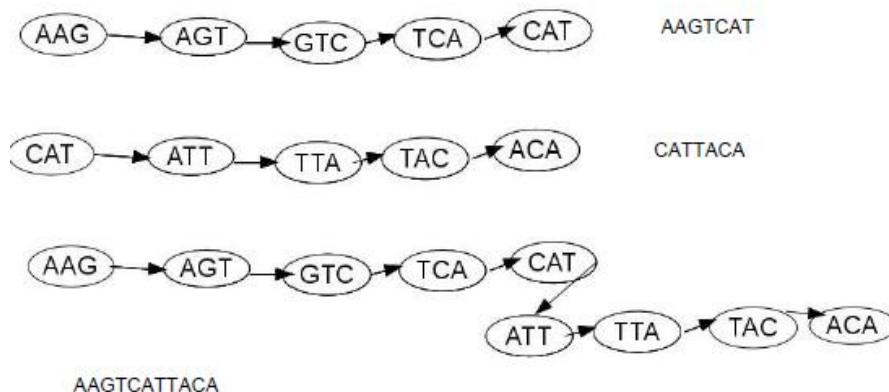 AAG AGT GTC TCA CAT AAGTCAT
CAT ATT TTA TAC ACA CATTACA
AAG AGT GTC TCA CAT
ATT TTA TAC ACA
AAGTCATTACA